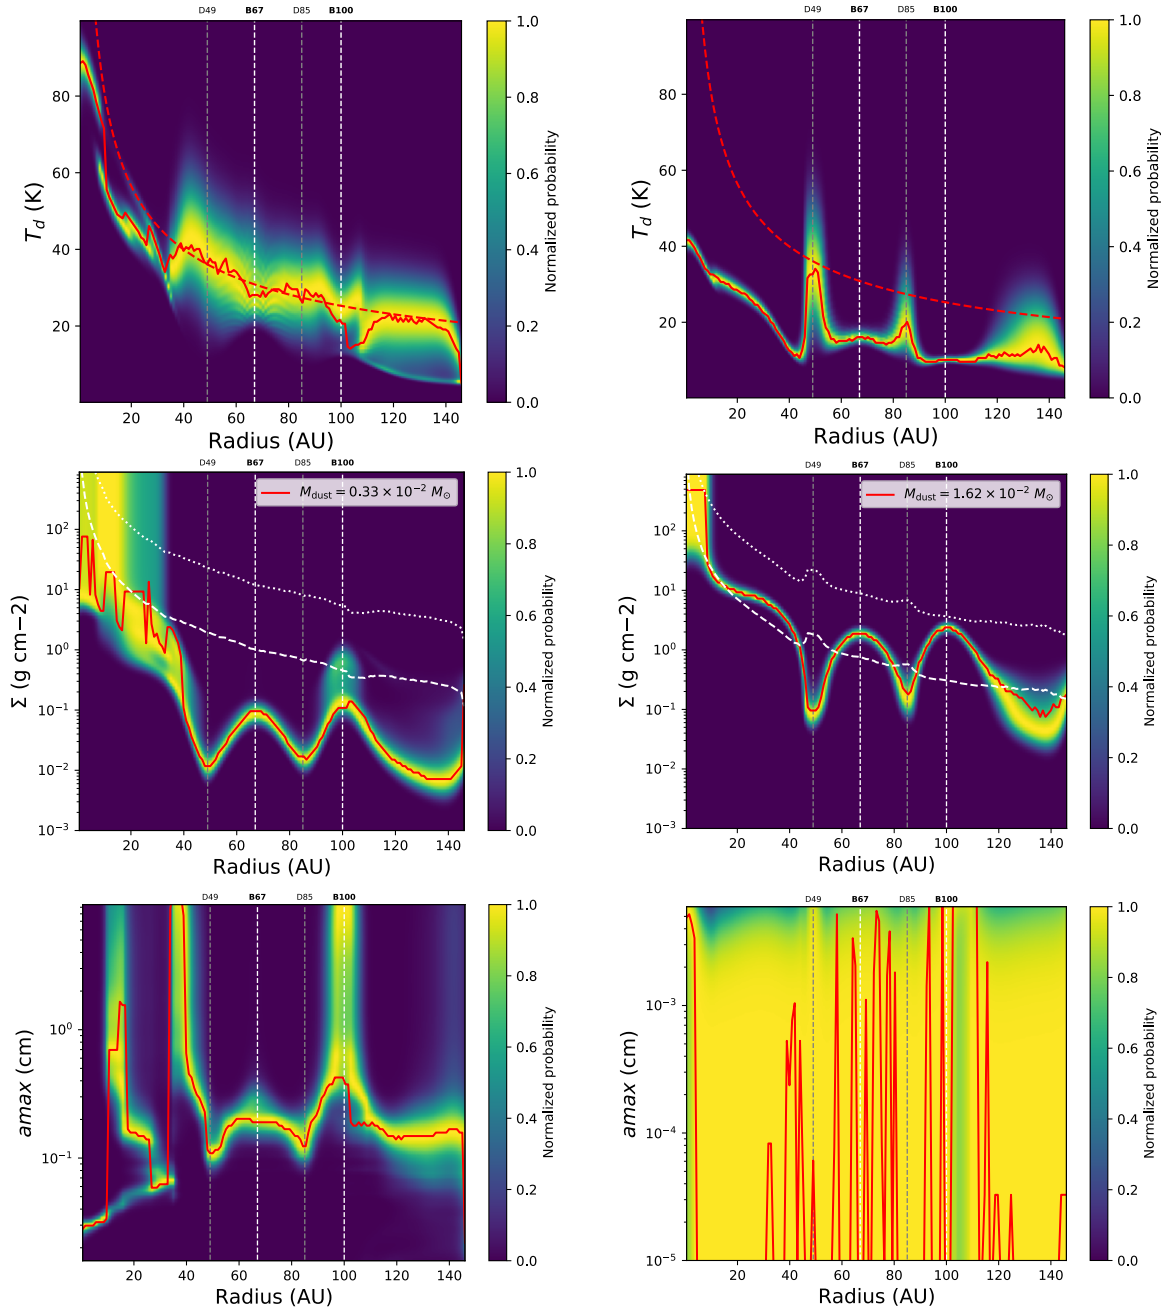 D49 B67 D85 B100
80
60
40
20
T_d (K)
20 40 60 80 100 120 140
Radius (AU)
1.0
0.8
0.6
0.4
0.2
0.0
Normalized probability
D49 B67 D85 B100
80
60
40
20
T_d (K)
20 40 60 80 100 120 140
Radius (AU)
1.0
0.8
0.6
0.4
0.2
0.0
Normalized probability
D49 B67 D85 B100
M_dust = 0.33 × 10^−2 M_⊙
10^2
10^1
10^0
10^−1
10^−2
10^−3
Σ (g cm−2)
20 40 60 80 100 120 140
Radius (AU)
1.0
0.8
0.6
0.4
0.2
0.0
Normalized probability
D49 B67 D85 B100
M_dust = 1.62 × 10^−2 M_⊙
10^2
10^1
10^0
10^−1
10^−2
10^−3
Σ (g cm−2)
20 40 60 80 100 120 140
Radius (AU)
1.0
0.8
0.6
0.4
0.2
0.0
Normalized probability
D49 B67 D85 B100
10^0
10^−1
amax (cm)
20 40 60 80 100 120 140
Radius (AU)
1.0
0.8
0.6
0.4
0.2
0.0
Normalized probability
D49 B67 D85 B100
10^−3
10^−4
10^−5
amax (cm)
20 40 60 80 100 120 140
Radius (AU)
1.0
0.8
0.6
0.4
0.2
0.0
Normalized probability